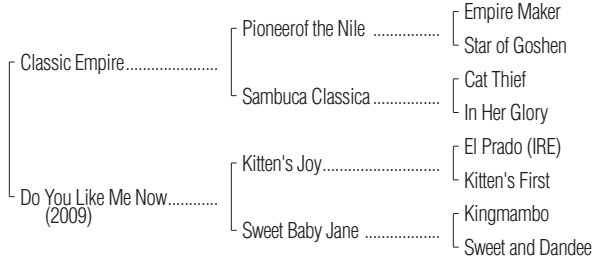 Empire Maker
Pioneerof the Nile ................
Star of Goshen
Classic Empire......................
Cat Thief
Sambuca Classica................
In Her Glory
El Prado (IRE)
Kitten's Joy............................
Kitten's First
Do You Like Me Now............
(2009)
Kingmambo
Sweet Baby Jane ..................
Sweet and Dandee